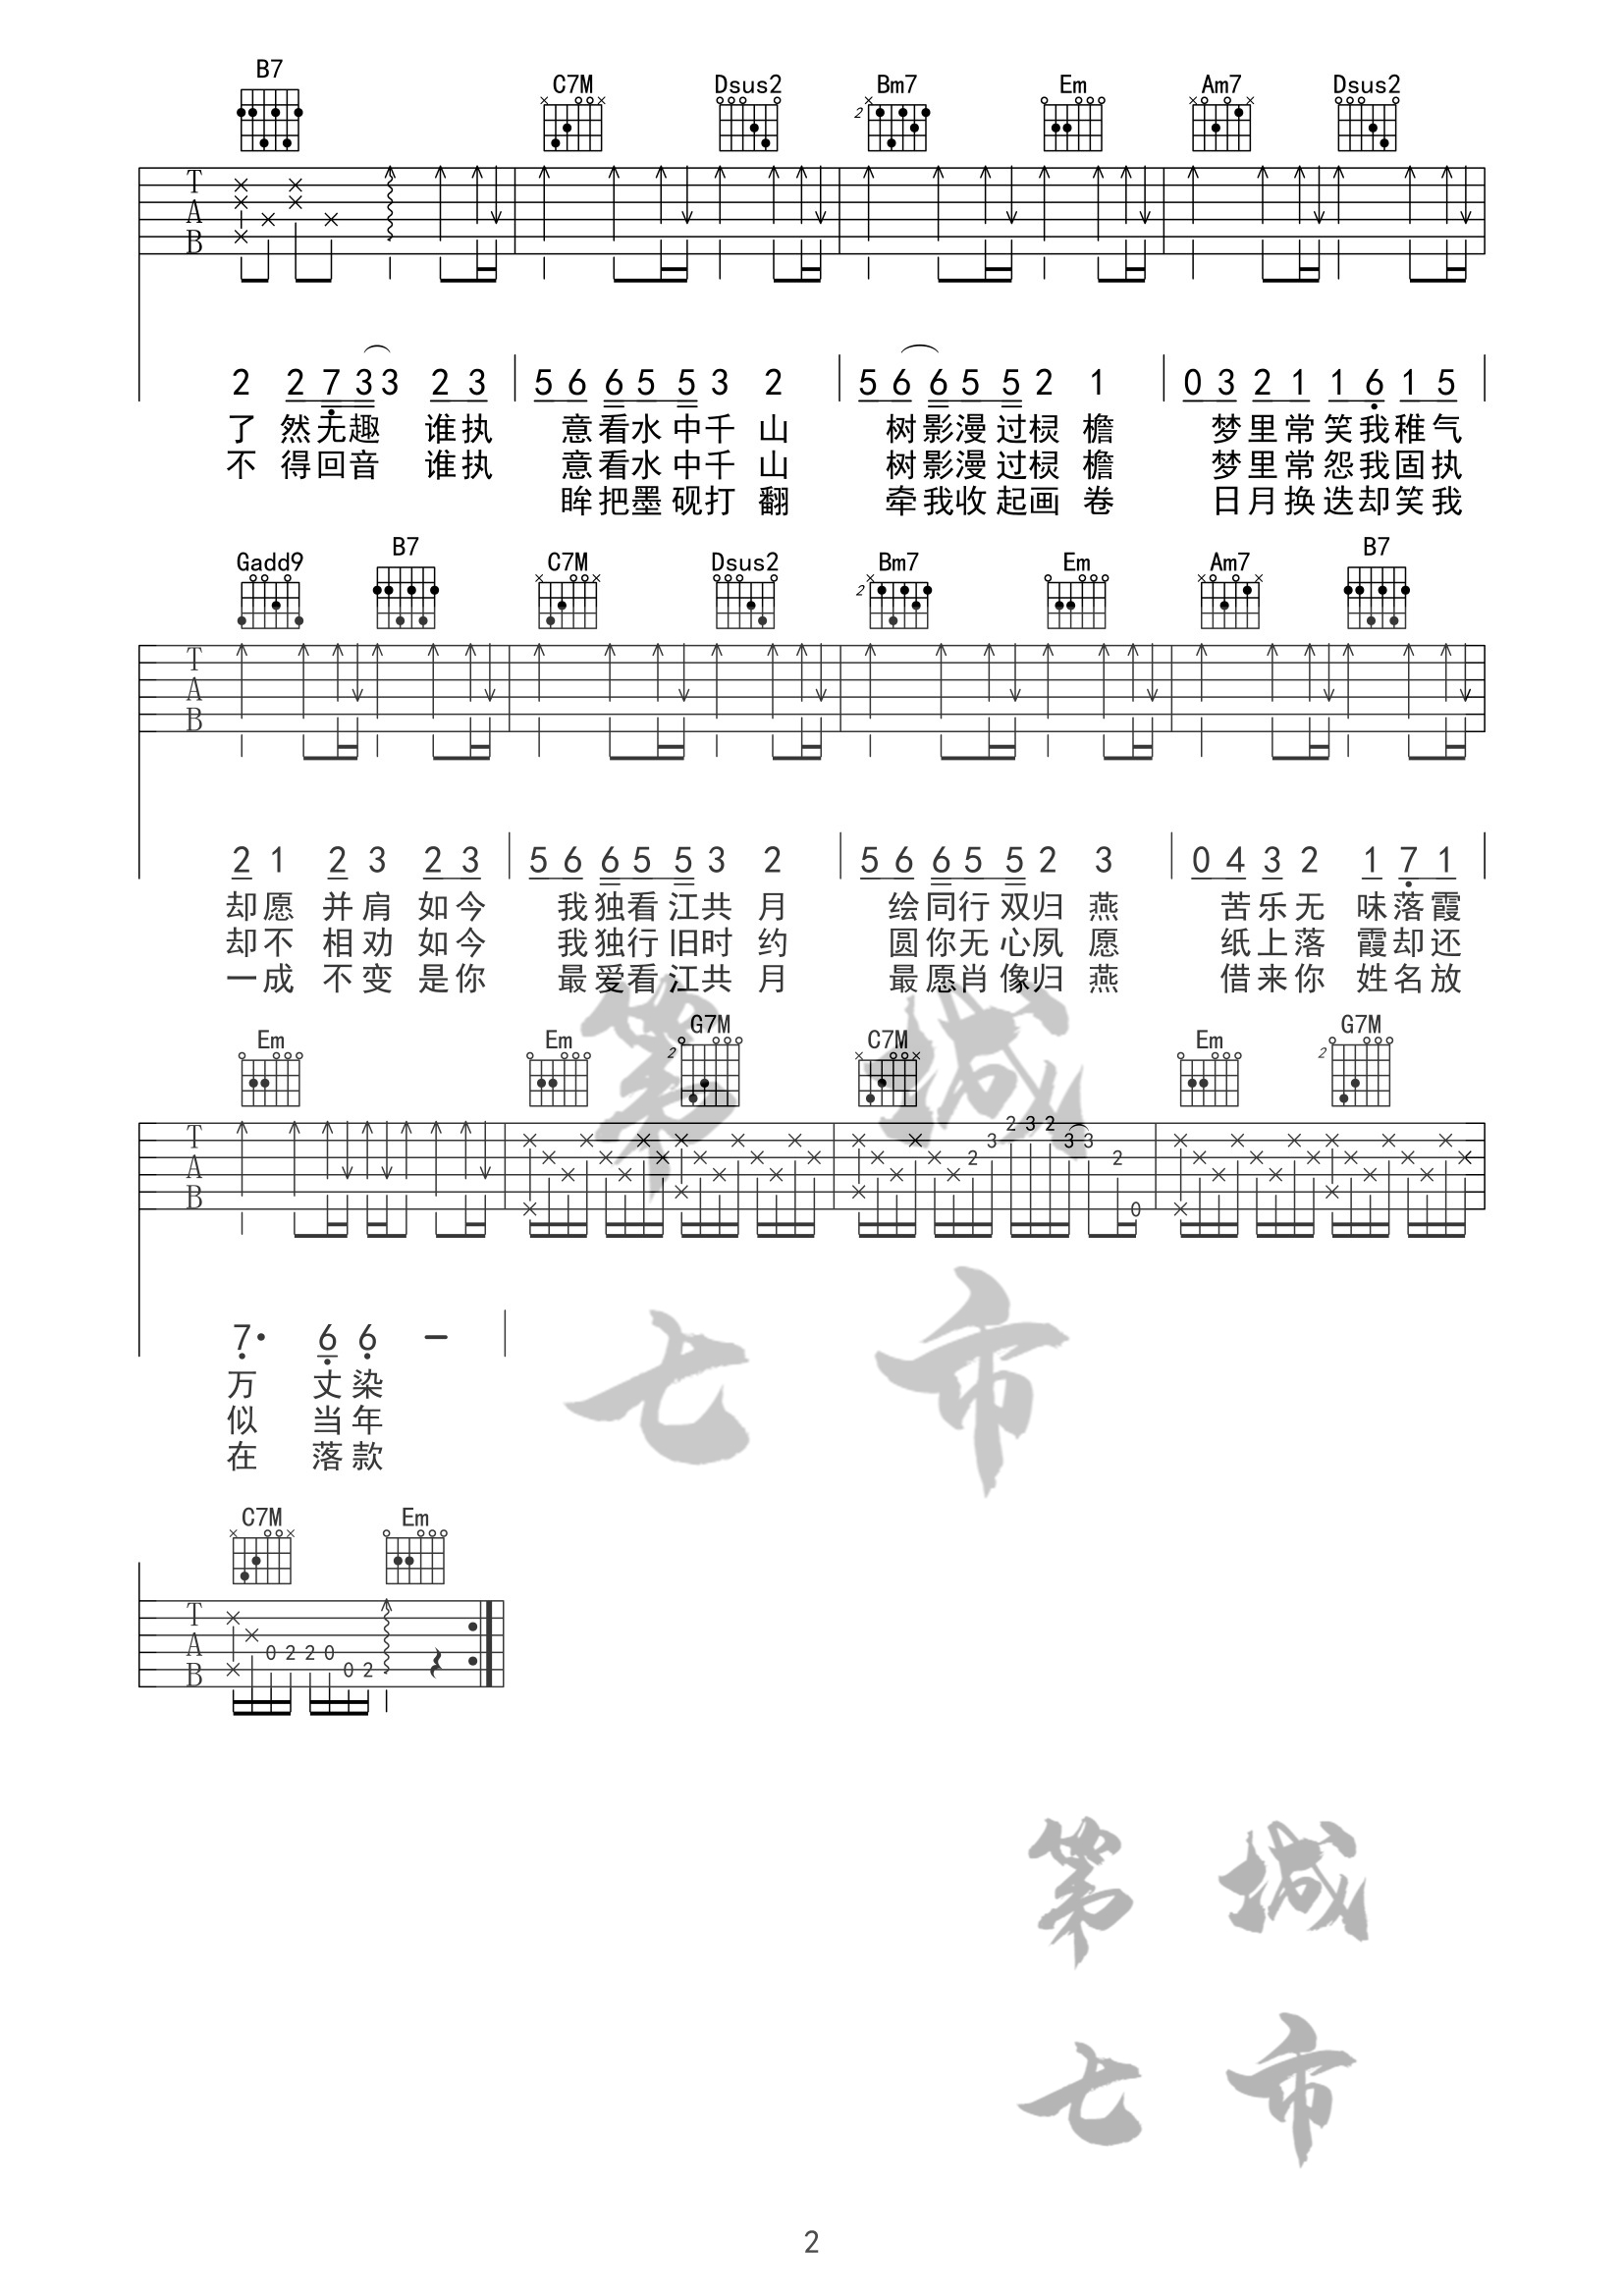 B7 C7M Dsus2 Bm7 Em Am7 Dsus2
2 2
T A B
2 2 7 3 3 2 3 5 6 6 5 5 3 2 5 6 6 5 5 2 1 0 3 2 1 1 6 1 5
了 然无趣 谁执 意看水中千山 树影漫过棂檐 梦里常笑我稚气
不 得回音 谁执 意看水中千山 树影漫过棂檐 梦里常怨我固执
眸把墨砚打翻 牵我收起画卷 日月换迭却笑我
Gadd9 B7 C7M Dsus2 Bm7 Em Am7 B7
2
T A B
2 1 2 3 2 3 5 6 6 5 5 3 2 5 6 6 5 5 2 3 0 4 3 2 1 7 1
却愿 并肩 如今 我独看江共月 绘同行双归燕 苦乐无 味落霞
却不 相劝 如今 我独行旧时约 圆你无心夙愿 纸上落 霞却还
一成 不变 是你 最爱看江共月 最愿肖像归燕 借来你 姓名放
Em Em G7M C7M Em G7M
2 2
T A B 2 3 2 3 2 3 3 2 0
7· 6 6 –
万 丈染
似 当年
在 落款
C7M Em
T A B 0 2 2 0 0 2
第 城
七 市
第 城
七 市
2